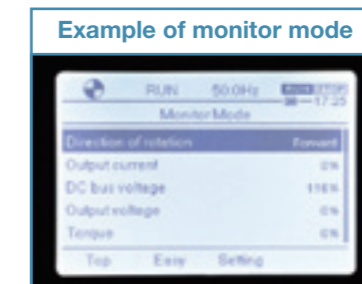 Example of monitor mode
RUN 50.0Hz
17:25
Monitor Mode
Direction of rotation Forward
Output current 0%
DC bus voltage
Output voltage 0%
Torque 0%
Top Easy Setting